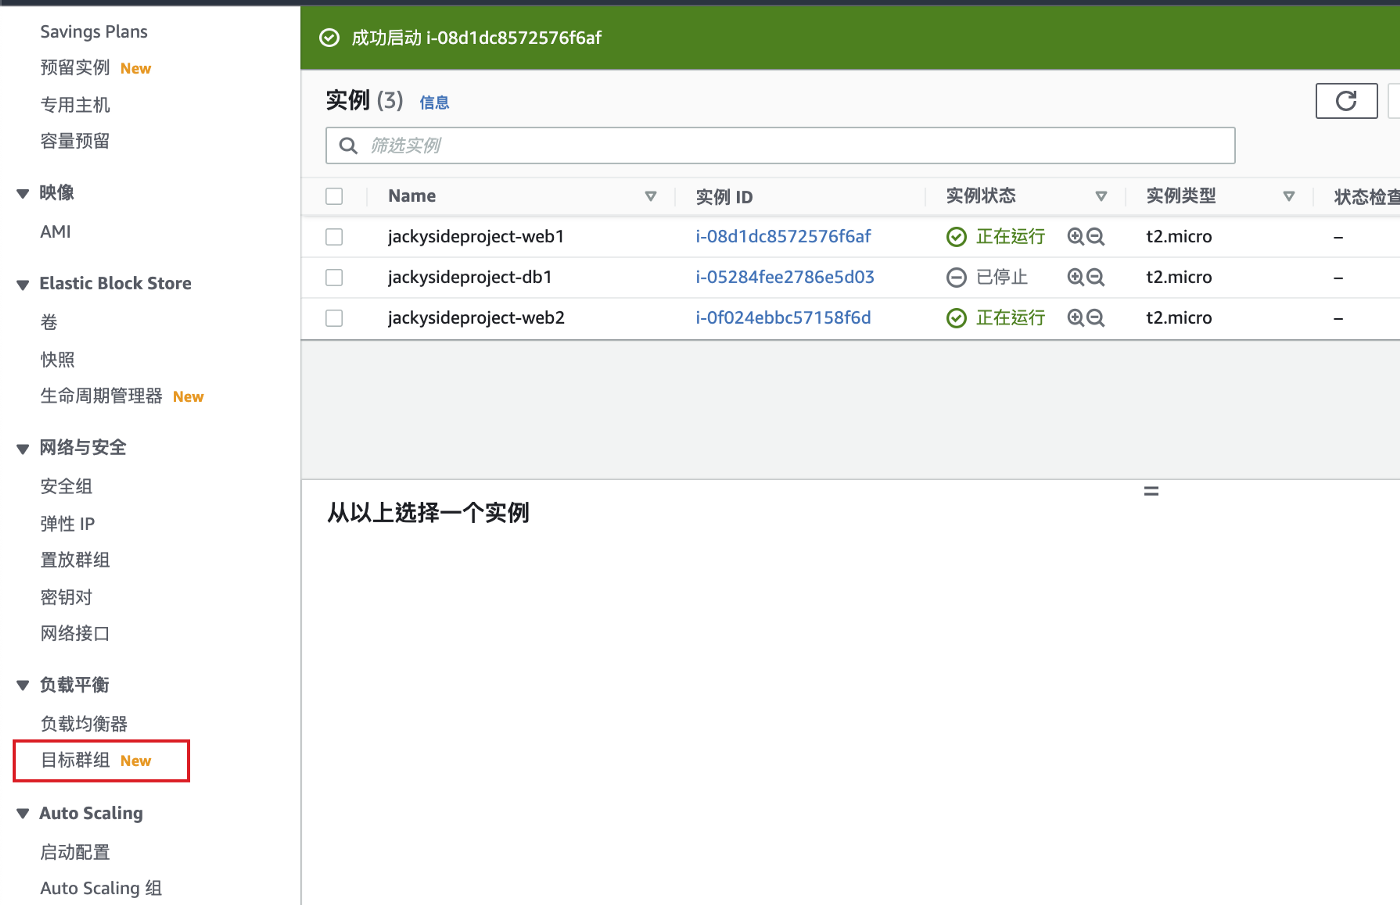 Savings Plans
预留实例 New
专用主机
容量预留
映像
AMI
Elastic Block Store
卷
快照
生命周期管理器 New
网络与安全
安全组
弹性 IP
置放群组
密钥对
网络接口
负载平衡
负载均衡器
目标群组 New
Auto Scaling
启动配置
Auto Scaling 组
成功启动 i-08d1dc8572576f6af
实例 (3) 信息
筛选实例
Name 实例 ID 实例状态 实例类型 状态检查
jackysideproject-web1 i-08d1dc8572576f6af 正在运行 t2.micro –
jackysideproject-db1 i-05284fee2786e5d03 已停止 t2.micro –
jackysideproject-web2 i-0f024ebbc57158f6d 正在运行 t2.micro –
从以上选择一个实例